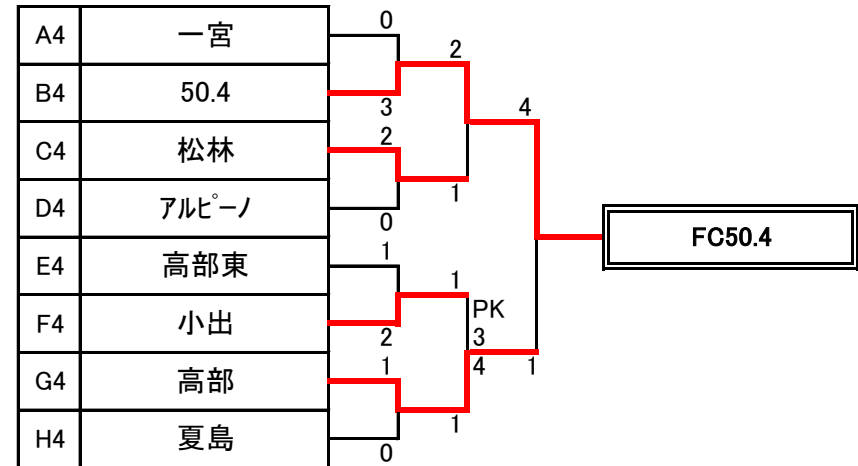 A4 一宮 0
2
B4 50.4 3
4
C4 松林 2
1
D4 アルピーノ 0
FC50.4
E4 高部東 1
1
PK
F4 小出 2
3
G4 高部 1
4 1
1
H4 夏島 0